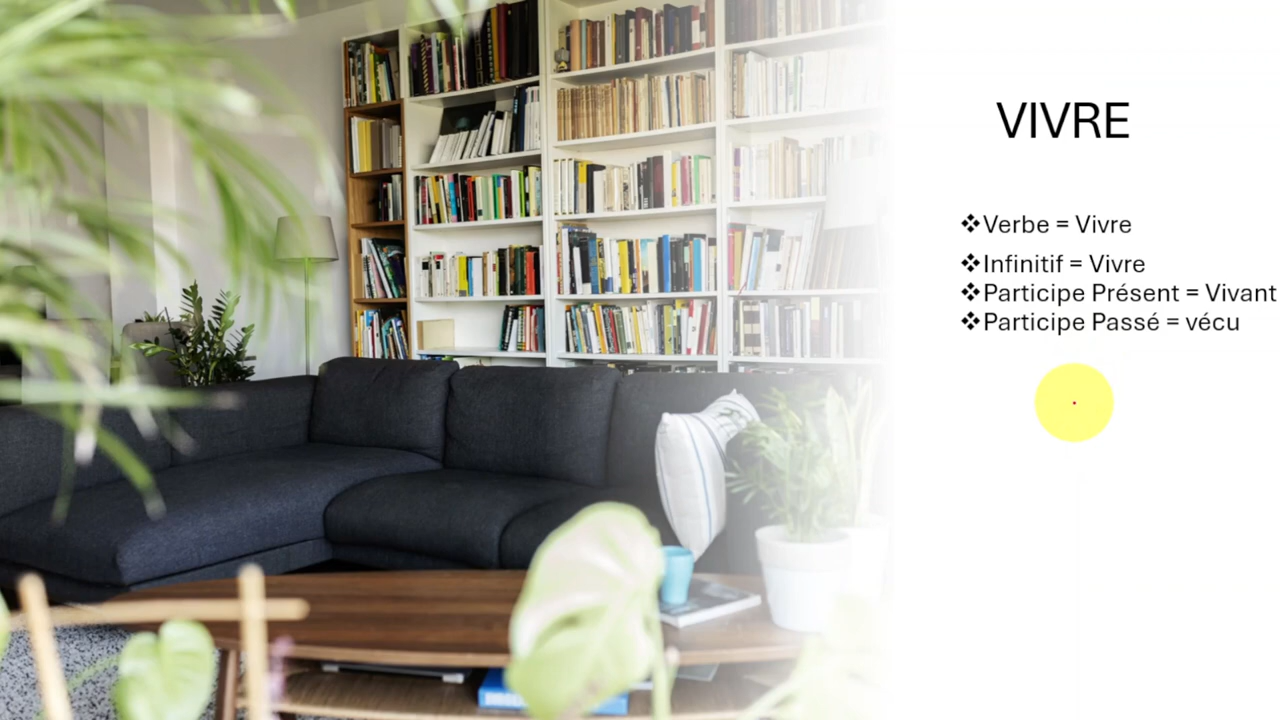 VIVRE
❖Verbe = Vivre
❖Infinitif = Vivre
❖Participe Présent = Vivant
❖Participe Passé = vécu